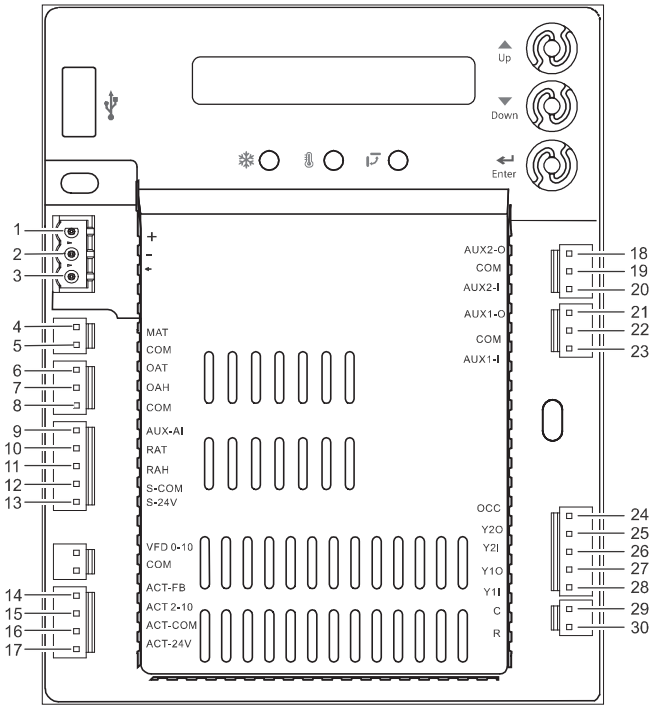 Up
Down
Enter
1
2
3
+
-
4
5
MAT
COM
6
7
8
OAT
OAH
COM
9
10
11
12
13
AUX-AI
RAT
RAH
S-COM
S-24V
VFD 0-10
COM
14
15
16
17
ACT-FB
ACT 2-10
ACT-COM
ACT-24V
AUX2-O
COM
AUX2-I
18
19
20
AUX1-O
COM
AUX1-I
21
22
23
OCC
Y2O
Y2I
Y1O
Y1I
24
25
26
27
28
C
R
29
30